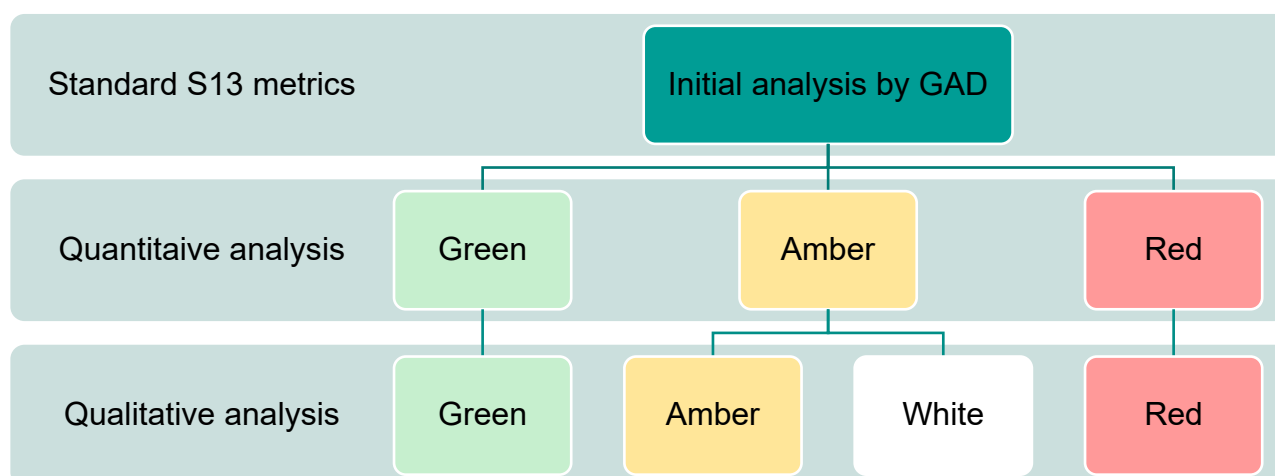 Standard S13 metrics
Initial analysis by GAD
Quantitaive analysis
Green
Amber
Red
Qualitative analysis
Green
Amber
White
Red